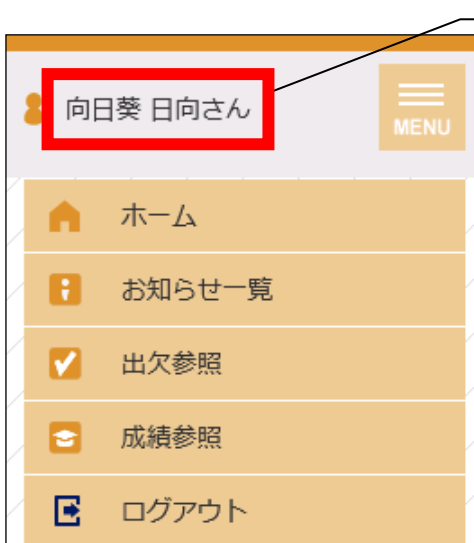 向日葵 日向さん
MENU
ホーム
お知らせ一覧
出欠参照
成績参照
ログアウト